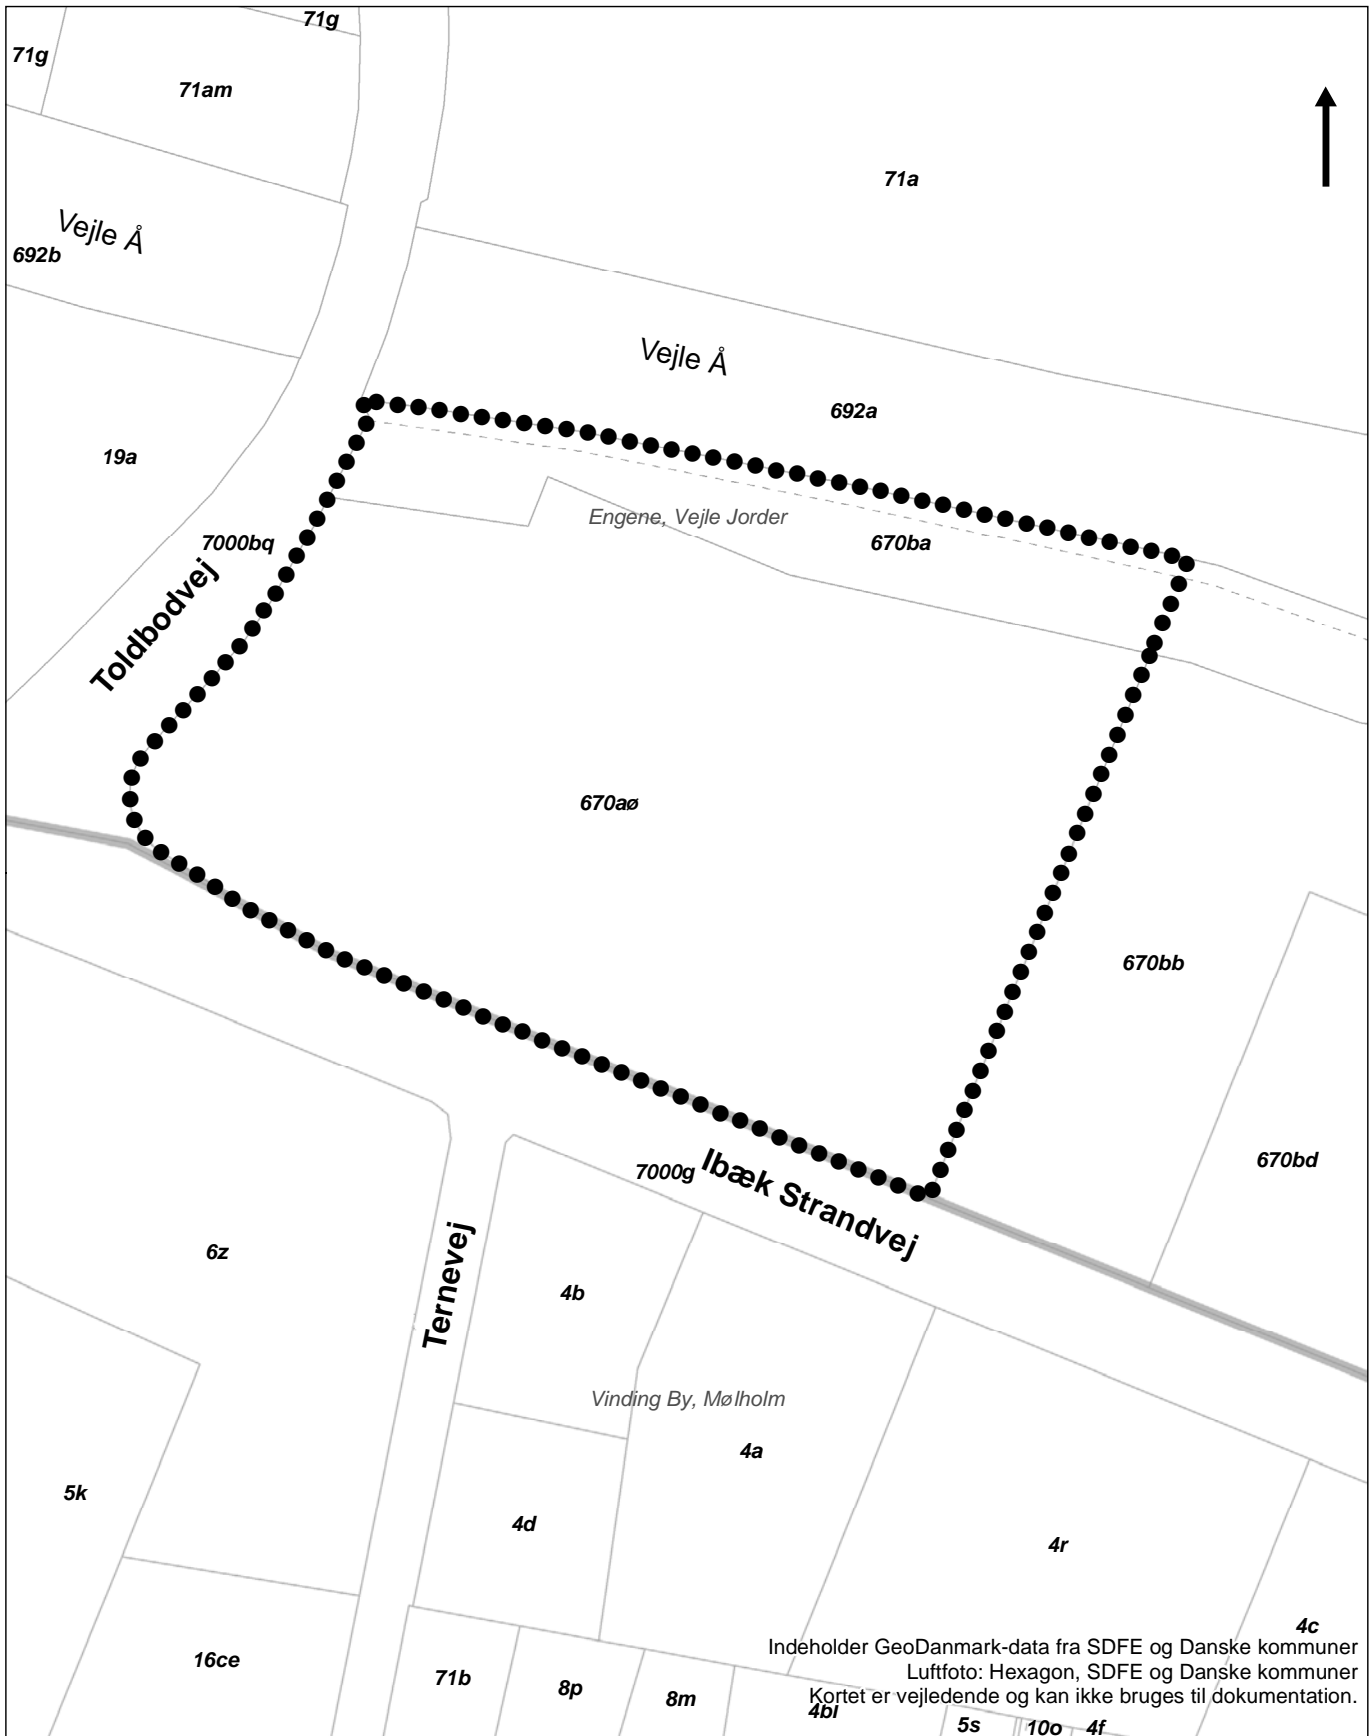 71g
71g
71am
71a
Vejle Å
692b
Vejle Å
692a
19a
Engene, Vejle Jorder
7000bq
670ba
Toldbodvej
670aø
670bb
7000g
Ibæk Strandvej
670bd
6z
Ternevej
4b
Vinding By, Mølholm
4a
5k
4d
4r
4c
Indeholder GeoDanmark-data fra SDFE og Danske kommuner
16ce
71b
8p
8m
Luftfoto: Hexagon, SDFE og Danske kommuner
Kortet er vejledende og kan ikke bruges til dokumentation.
4bl
5s
10o
4f